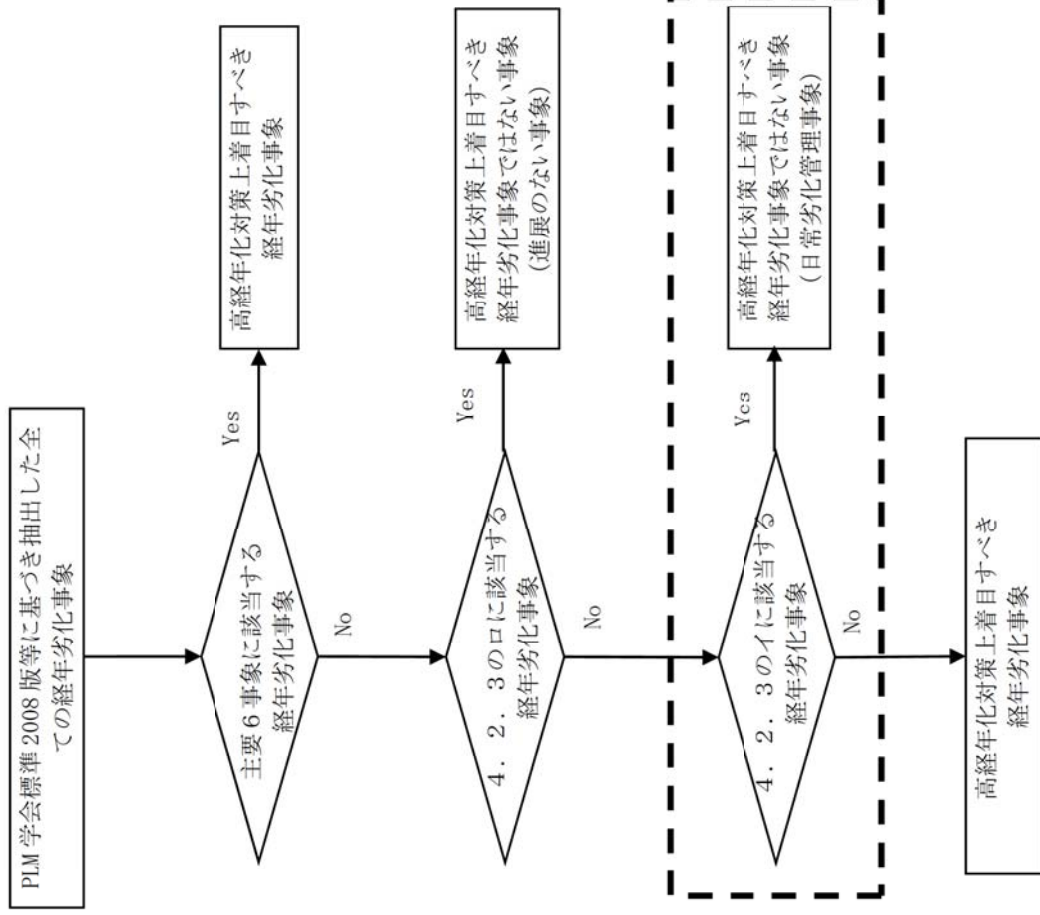 PLM 学会標準 2008 版等に基づき抽出した全
ての経年劣化事象
主要６事象に該当する
経年劣化事象
Yes
高経年化対策上着目すべき
経年劣化事象
No
４．２．３のロに該当する
経年劣化事象
Yes
高経年化対策上着目すべき
経年劣化事象ではない事象
(進展のない事象)
No
４．２．３のイに該当する
経年劣化事象
Yes
高経年化対策上着目すべき
経年劣化事象ではない事象
(日常劣化管理事象)
No
高経年化対策上着目すべき
経年劣化事象